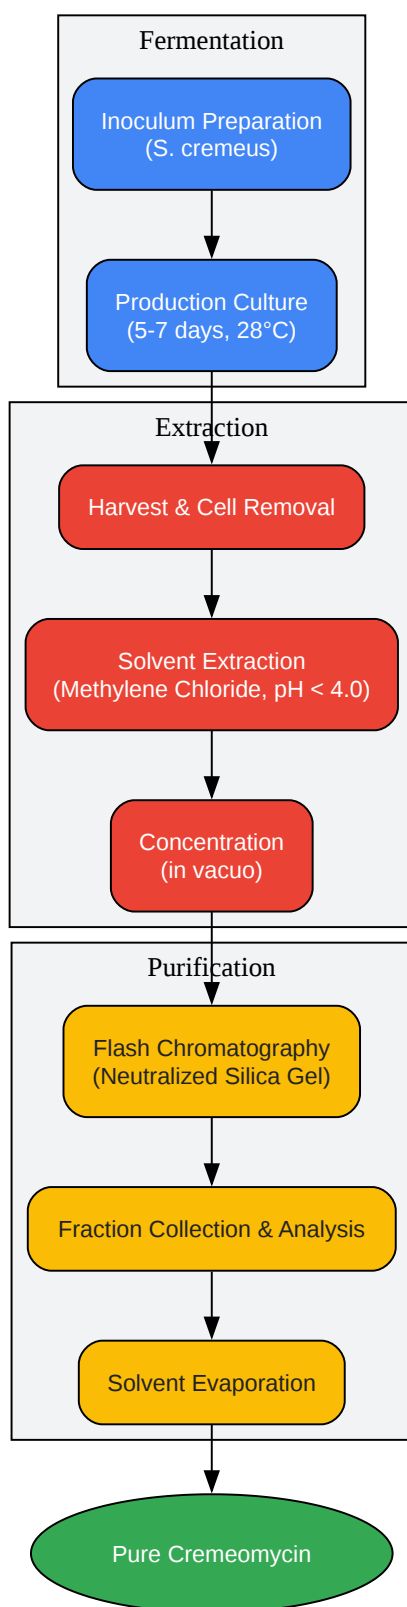 Fermentation
Inoculum Preparation
(S. cremeus)
Production Culture
(5-7 days, 28°C)
Extraction
Harvest & Cell Removal
Solvent Extraction
(Methylene Chloride, pH < 4.0)
Concentration
(in vacuo)
Purification
Flash Chromatography
(Neutralized Silica Gel)
Fraction Collection & Analysis
Solvent Evaporation
Pure Cremeomycin